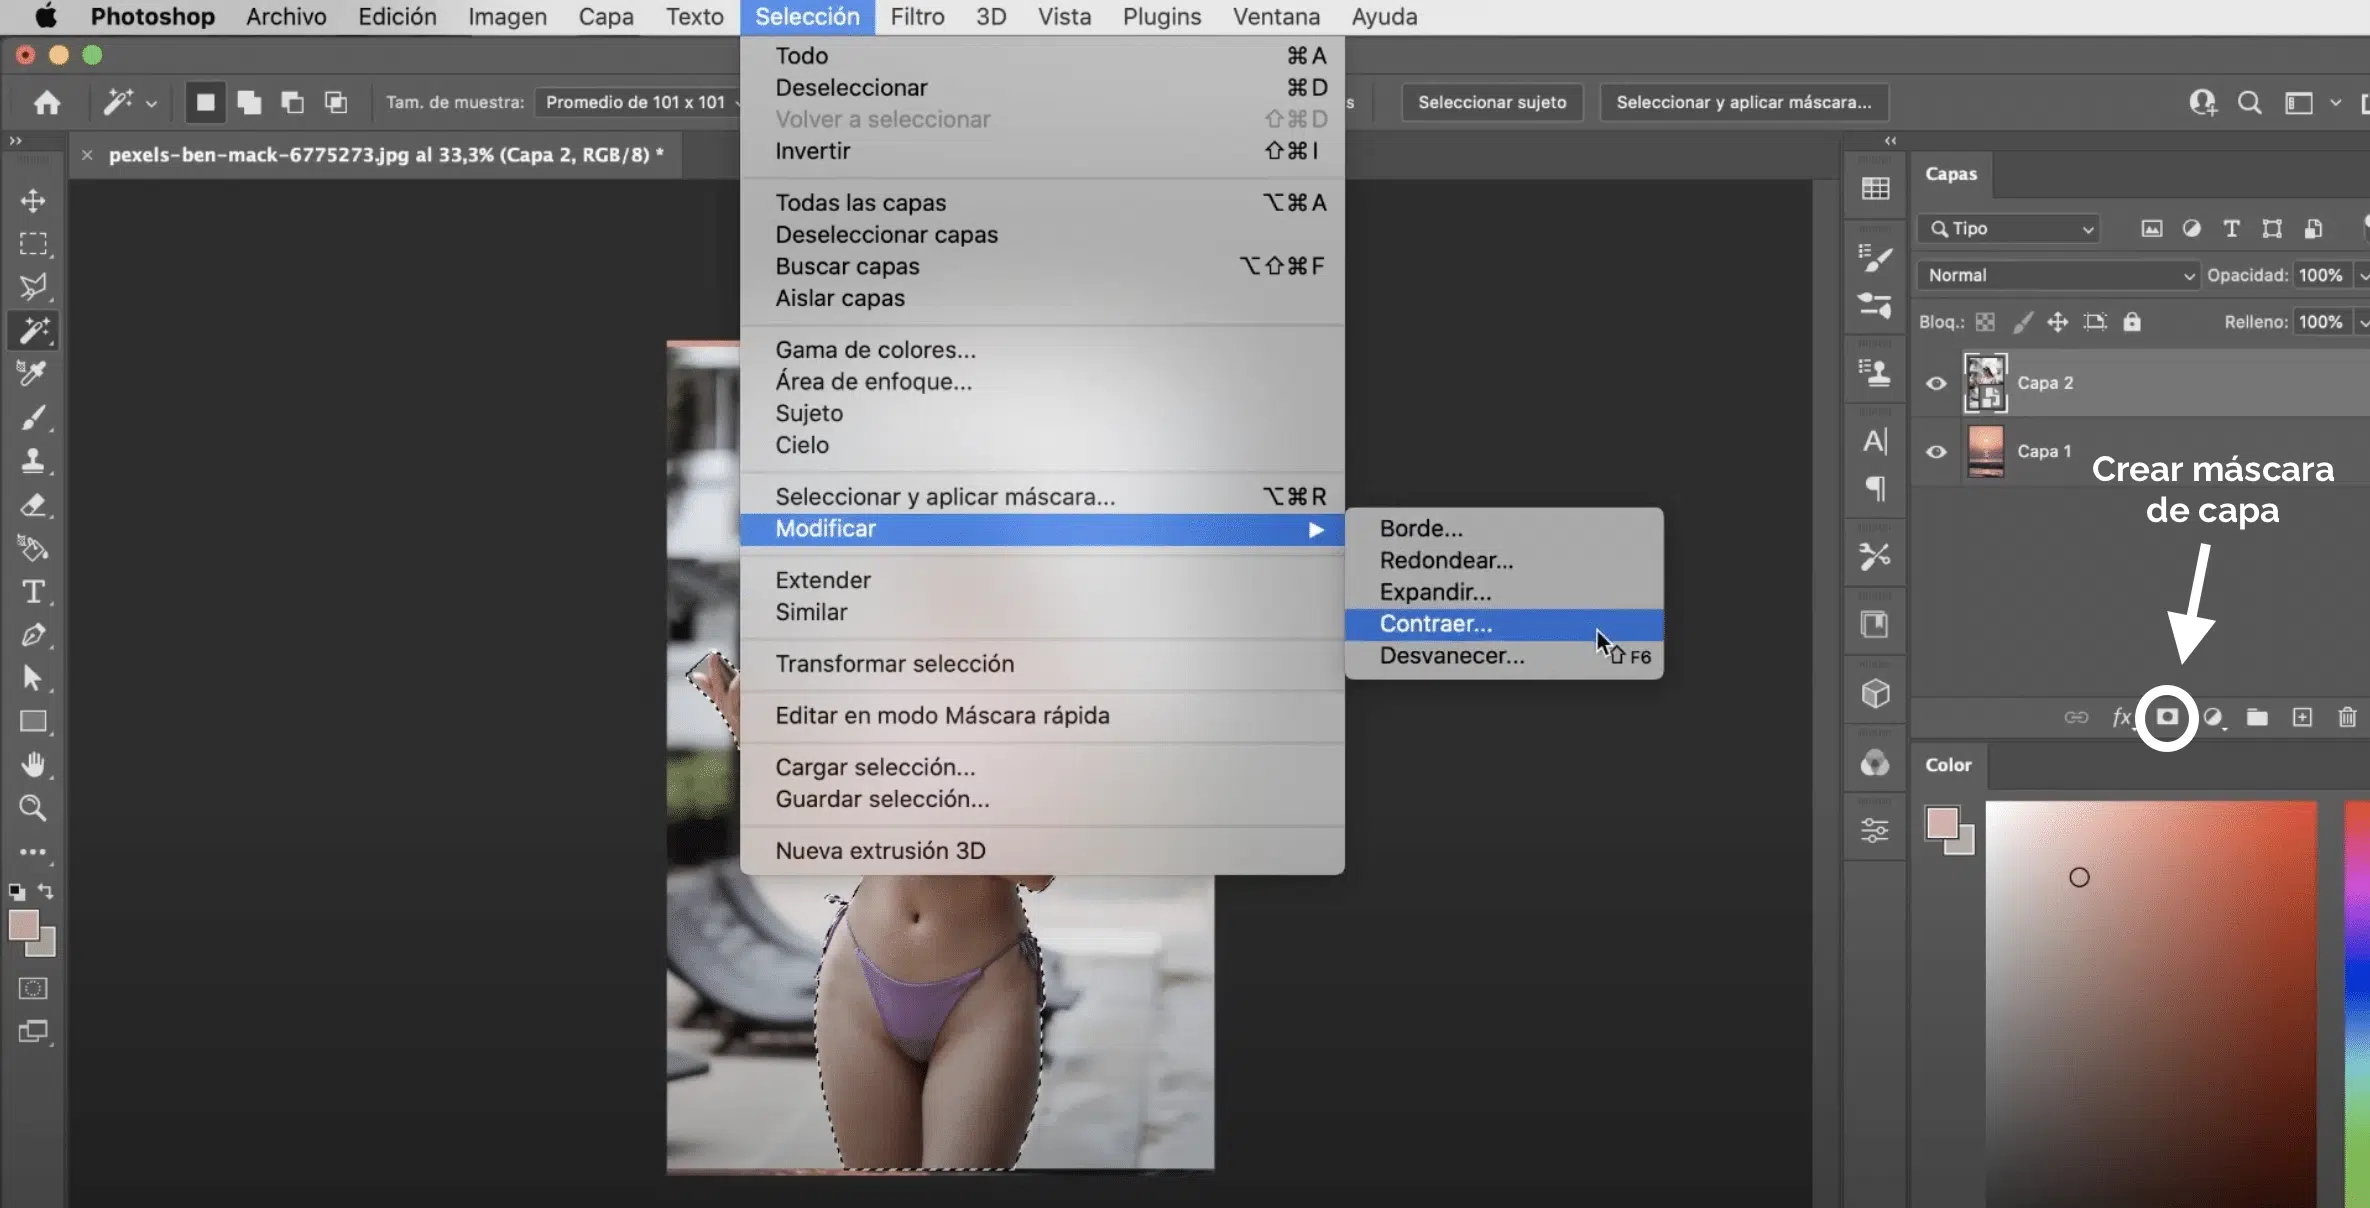 Photoshop Archivo Edición Imagen Capa Texto Selección Filtro 3D Vista Plugins Ventana Ayuda
Tam. de muestra: Promedio de 101 x 101
s
Seleccionar sujeto
Seleccionar y aplicar máscara...
pexels-ben-mack-6775273.jpg al 33,3% (Capa 2, RGB/8) *
Todo ⌘A
Deseleccionar ⌘D
Volver a seleccionar ⇧⌘D
Invertir ⇧⌘I
Todas las capas ⌥⌘A
Deseleccionar capas
Buscar capas ⌥⇧⌘F
Aislar capas
Gama de colores...
Área de enfoque...
Sujeto
Cielo
Seleccionar y aplicar máscara... ⌥⌘R
Modificar
Extender
Similar
Transformar selección
Editar en modo Máscara rápida
Cargar selección...
Guardar selección...
Nueva extrusión 3D
Borde...
Redondear...
Expandir...
Contraer...
Desvanecer... ⇧F6
Capas
Tipo
Normal Opacidad: 100%
Bloq.: Relleno: 100%
Capa 2
Capa 1
Crear máscara
de capa
fx
Color